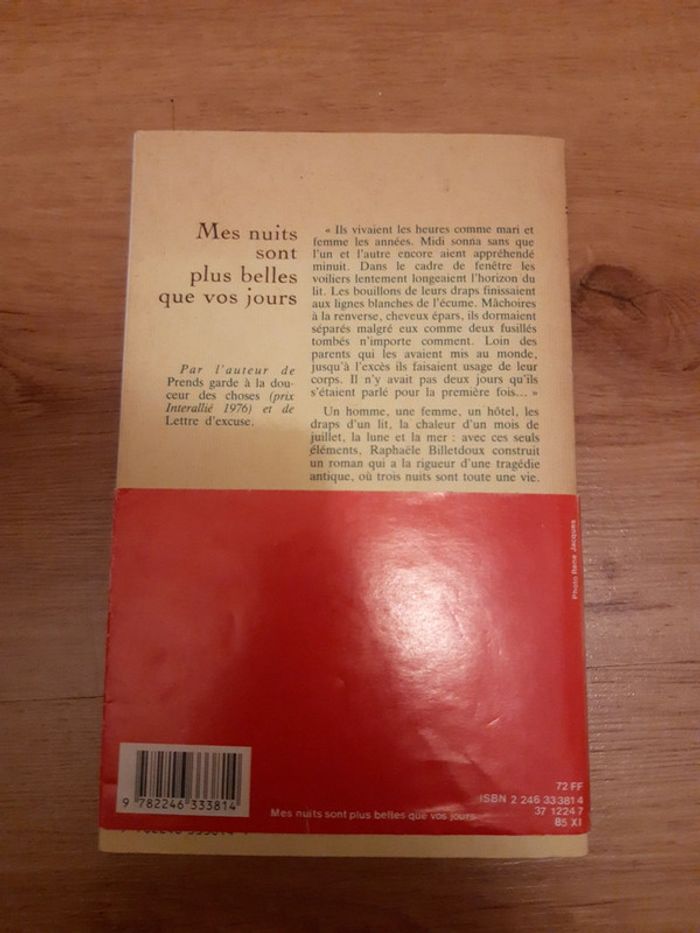 Mes nuits
sont
plus belles
que vos jours
Par l'auteur de
Prends garde à la dou-
ceur des choses (prix
Interallié 1976) et de
Lettre d'excuse.
« Ils vivaient les heures comme mari et
femme les années. Midi sonna sans que
l'un et l'autre encore aient appréhendé
minuit. Dans le cadre de fenêtre les
voiliers lentement longeaient l'horizon du
lit. Les bouillons de leurs draps finissaient
aux lignes blanches de l'écume. Mâchoires
à la renverse, cheveux épars, ils dormaient
séparés malgré eux comme deux fusillés
tombés n'importe comment. Loin des
parents qui les avaient mis au monde,
jusqu'à l'excès ils faisaient usage de leur
corps. Il n'y avait pas deux jours qu'ils
s'étaient parlé pour la première fois... »
Un homme, une femme, un hôtel, les
draps d'un lit, la chaleur d'un mois de
juillet, la lune et la mer : avec ces seuls
éléments, Raphaële Billetdoux construit
un roman qui a la rigueur d'une tragédie
antique, où trois nuits sont toute une vie.
Photo René Jacques
9 782246 333814
Mes nuits sont plus belles que vos jours
72 FF
ISBN 2 246 33381 4
37 1224 7
85 XI